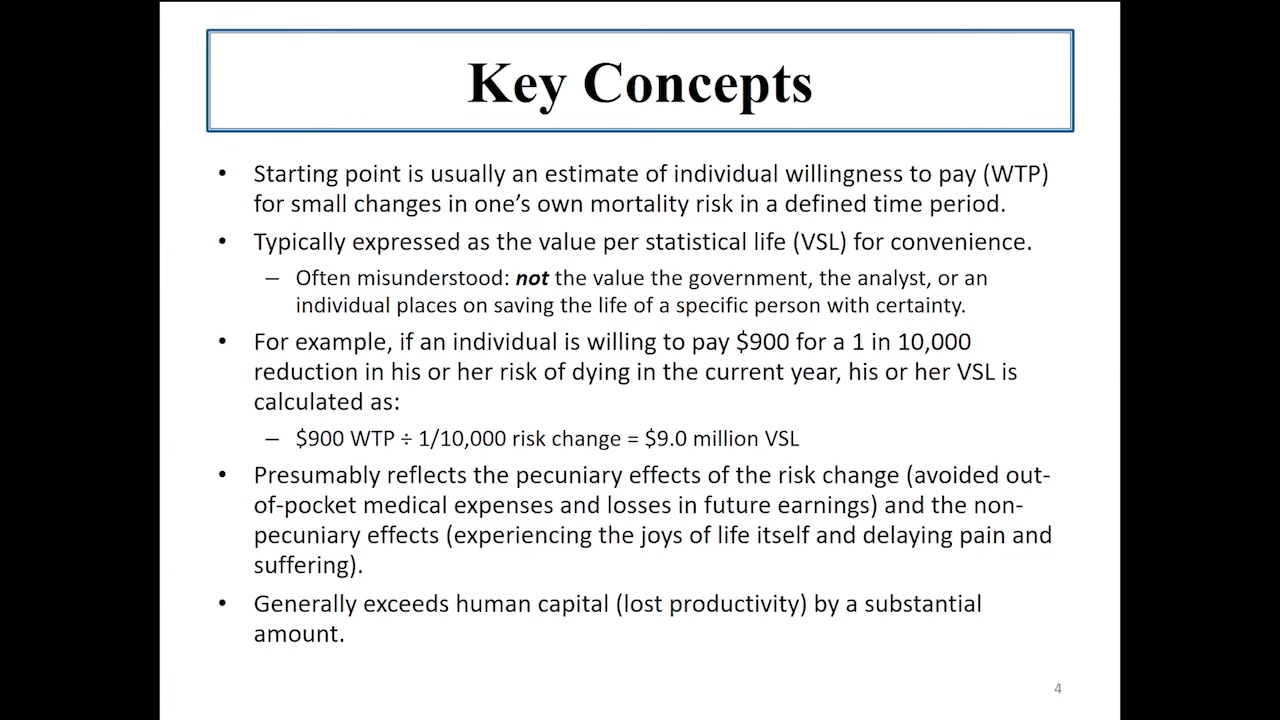 Key Concepts
• Starting point is usually an estimate of individual willingness to pay (WTP)
for small changes in one’s own mortality risk in a defined time period.
• Typically expressed as the value per statistical life (VSL) for convenience.
– Often misunderstood: not the value the government, the analyst, or an
individual places on saving the life of a specific person with certainty.
• For example, if an individual is willing to pay $900 for a 1 in 10,000
reduction in his or her risk of dying in the current year, his or her VSL is
calculated as:
– $900 WTP ÷ 1/10,000 risk change = $9.0 million VSL
• Presumably reflects the pecuniary effects of the risk change (avoided out-
of-pocket medical expenses and losses in future earnings) and the non-
pecuniary effects (experiencing the joys of life itself and delaying pain and
suffering).
• Generally exceeds human capital (lost productivity) by a substantial
amount.
4